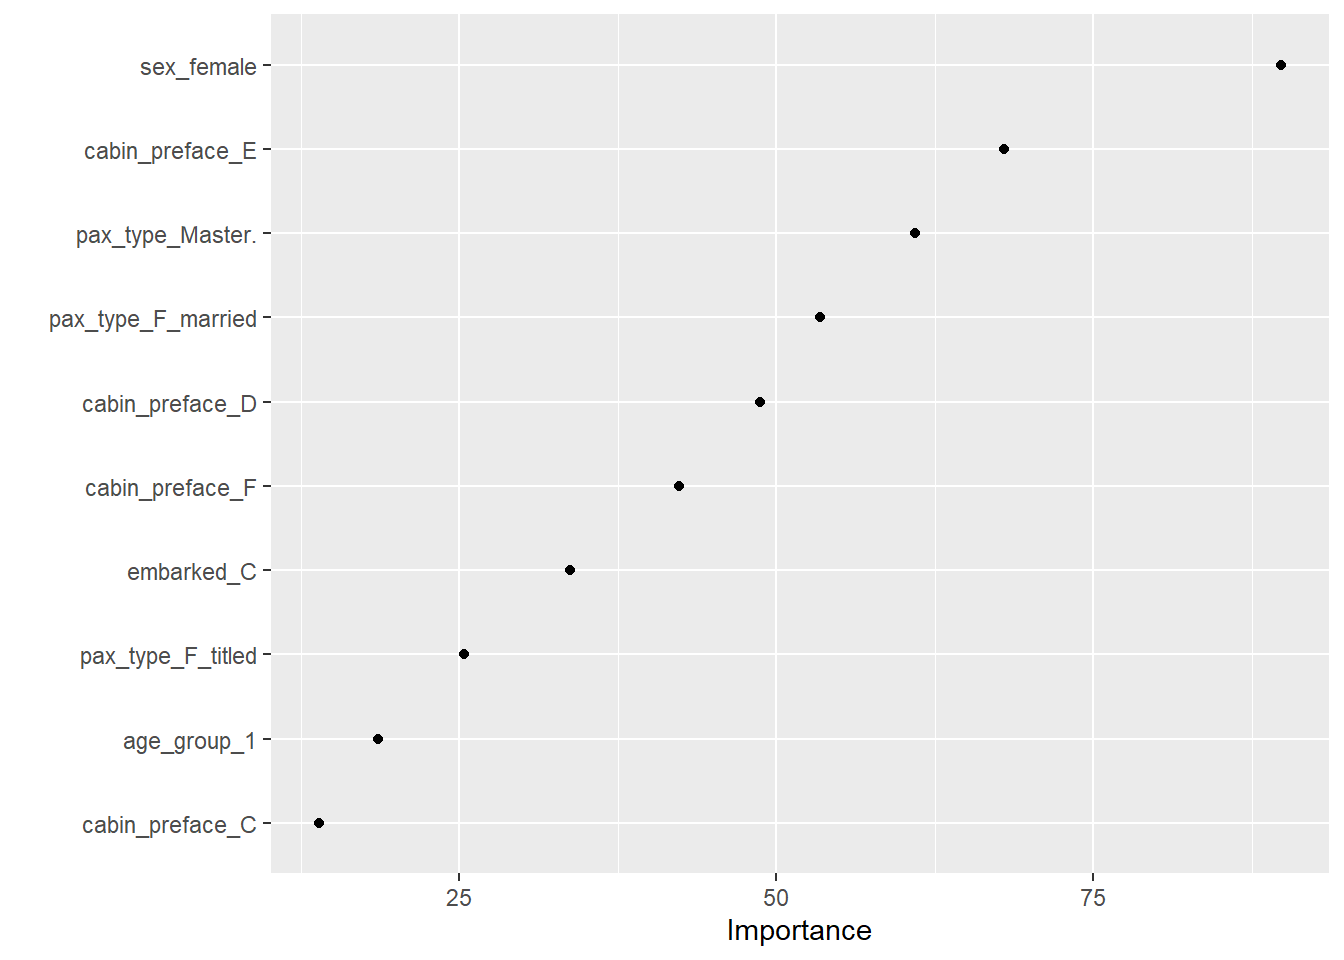 sex_female
cabin_preface_E
pax_type_Master.
pax_type_F_married
cabin_preface_D
cabin_preface_F
embarked_C
pax_type_F_titled
age_group_1
cabin_preface_C
25 50 75
Importance